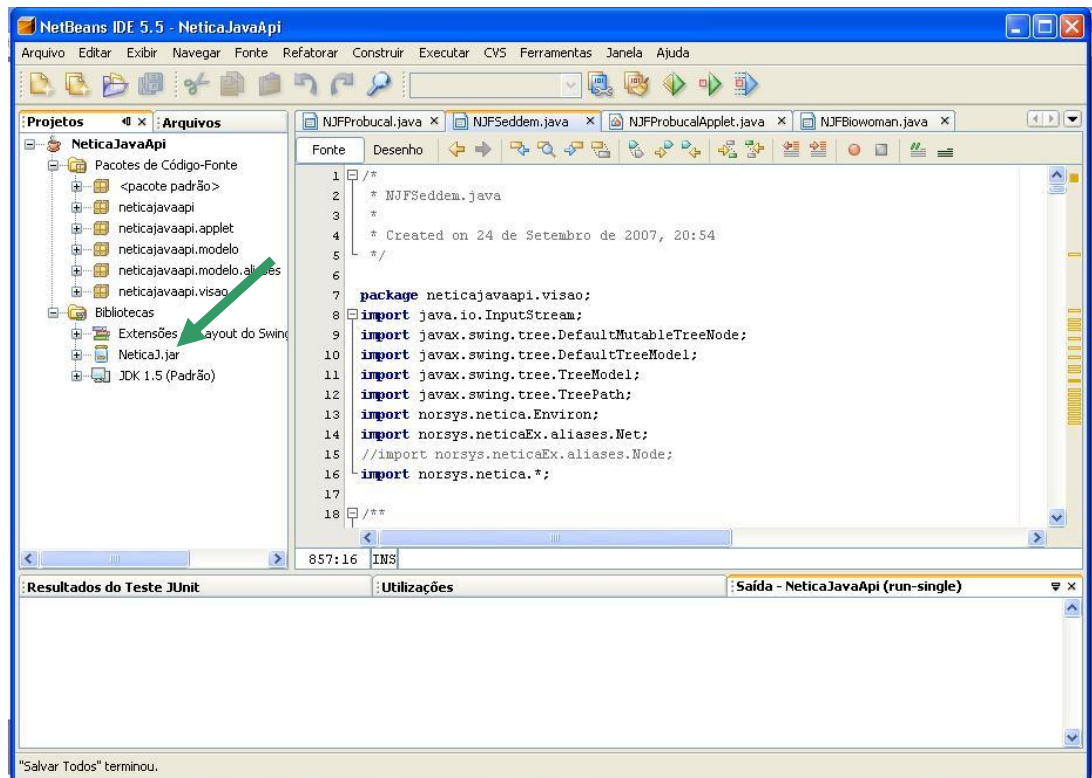 NetBeans IDE 5.5 - NeticaJavaApi
Arquivo Editar Exibir Navegar Fonte Refatorar Construir Executar CVS Ferramentas Janela Ajuda
Projetos
Arquivos
NeticaJavaApi
Pacotes de Código-Fonte
<pacote padrão>
neticajavaapi
neticajavaapi.applet
neticajavaapi.modelo
neticajavaapi.visao
Bibliotecas
Extensões Layout do Swing
NeticaJ.jar
JDK 1.5 (Padrão)
NJFProbucal.java
NJFSeddem.java
NJFProbucalApplet.java
NJFBiowoman.java
Fonte
Desenho
1 /*
2 * NJFSeddem.java
3 *
4 * Created on 24 de Setembro de 2007, 20:54
5 */
6
7 package neticajavaapi.visao;
8 import java.io.InputStream;
9 import javax.swing.tree.DefaultMutableTreeNode;
10 import javax.swing.tree.DefaultTreeModel;
11 import javax.swing.tree.TreeModel;
12 import javax.swing.tree.TreePath;
13 import norsys.netica.Environ;
14 import norsys.neticaEx.aliases.Net;
15 //import norsys.neticaEx.aliases.Node;
16 import norsys.netica.*;
17
18 /**
857:16 INS
Resultados do Teste JUnit
Utilizações
Saída - NeticaJavaApi (run-single)
"Salvar Todos" terminou.